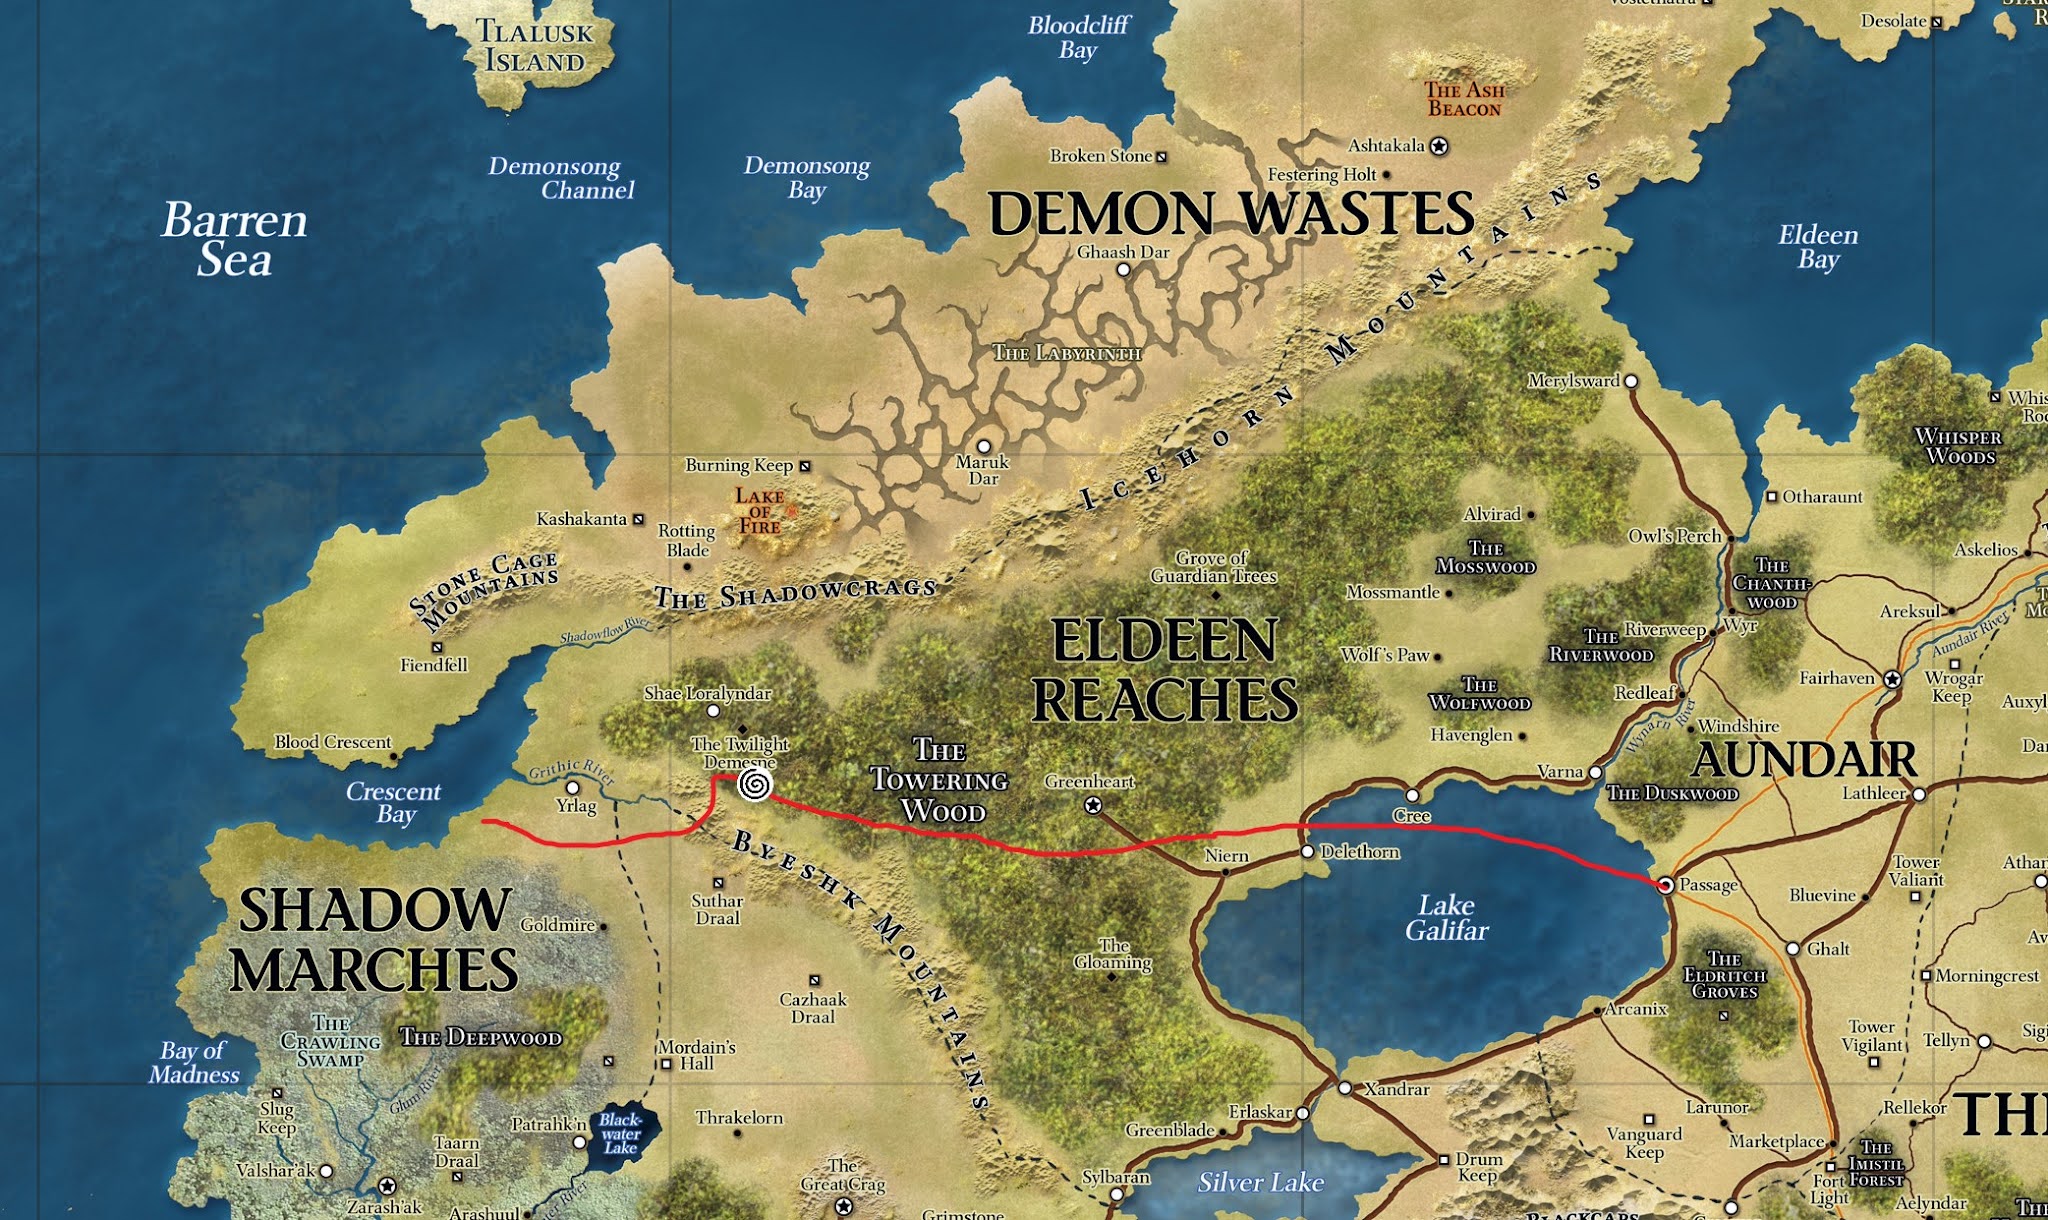 Tlalusk
Island
Bloodcliff
Bay
Desolate
The Ash
Beacon
Demonsong
Channel
Demonsong
Bay
Broken Stone
Ashtakala
Festering Holt
Barren
Sea
DEMON WASTES
Ghaash Dar
Eldeen
Bay
Icehorn Mountains
The Labyrinth
Merylsward
Whisper
Woods
Burning Keep
Maruk
Dar
Lake
of
Fire
Kashakanta
Rotting
Blade
Otharaunt
Alvirad
Owl's Perch
Askelios
The
Mosswood
Grove of
Guardian Trees
Mossmantle
The
Chanth-
wood
Stone Cage
Mountains
The Shadowcrags
Shadowflow River
Areksul
Aundair River
Fiendfell
ELDEEN
REACHES
The
Riverwood
Riverweep
Wyr
Wolf's Paw
Fairhaven
Wrogar
Keep
Shae Loralyndar
The
Wolfwood
Redleaf
Wynarn River
Windshire
The Twilight
Demesne
Havenglen
Blood Crescent
Crescent
Bay
Grithic River
Yrlag
The
Towering
Wood
Greenheart
Varna
AUNDAIR
The Duskwood
Lathleer
Cree
Byeshk Mountains
Niern
Delethorn
Passage
Tower
Valiant
Bluevine
SHADOW
MARCHES
Suthar
Draal
Goldmire
Lake
Galifar
The
Gloaming
Ghalt
The
Eldritch
Groves
Morningcrest
Cazhaak
Draal
Arcanix
The
Crawling
Swamp
The Deepwood
Tower
Vigilant
Tellyn
Bay of
Madness
Mordain's
Hall
Glum River
Slug
Keep
Xandrar
Patrahk'n
Black-
water
Lake
Thrakelorn
Erlaskar
Greenblade
Larunor
Rellekor
Vanguard
Keep
Marketplace
Taarn
Draal
Valshar'ak
Zarash'ak
Arashuul
The
Great Crag
Grimstone
Sylbaran
Silver Lake
Drum
Keep
The
Imistil
Forest
Fort
Light
Aelyndar
Blackcaps